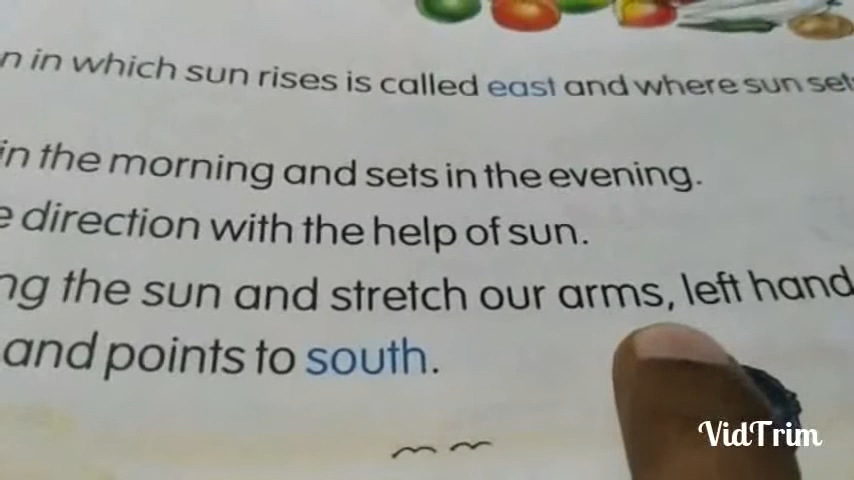 n in which sun rises is called east and where sun sets
in the morning and sets in the evening.
e direction with the help of sun.
ng the sun and stretch our arms, left hand
and points to south.
VidTrim